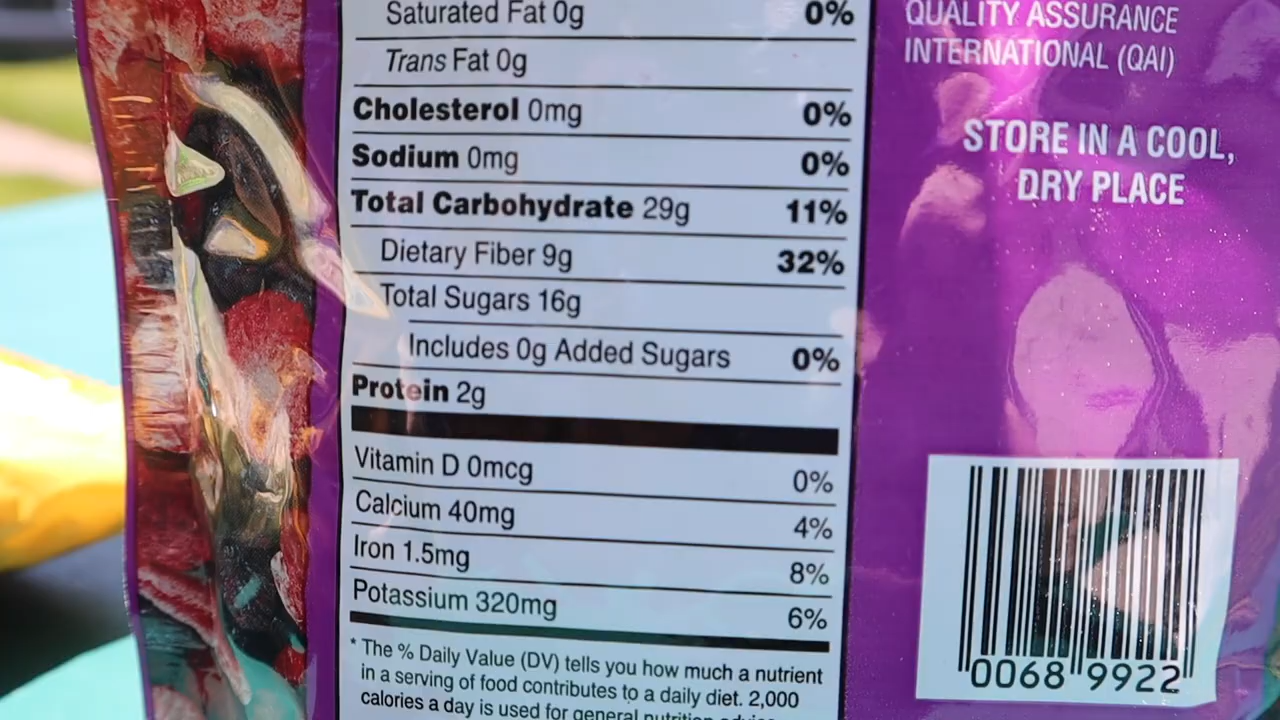 Saturated Fat 0g 0%
Trans Fat 0g
Cholesterol 0mg 0%
Sodium 0mg 0%
Total Carbohydrate 29g 11%
Dietary Fiber 9g 32%
Total Sugars 16g
Includes 0g Added Sugars 0%
Protein 2g
Vitamin D 0mcg 0%
Calcium 40mg 4%
Iron 1.5mg 8%
Potassium 320mg 6%
* The % Daily Value (DV) tells you how much a nutrient
in a serving of food contributes to a daily diet. 2,000
calories a day is used for general nutrition
QUALITY ASSURANCE
INTERNATIONAL (QAI)
STORE IN A COOL,
DRY PLACE
0068 9922